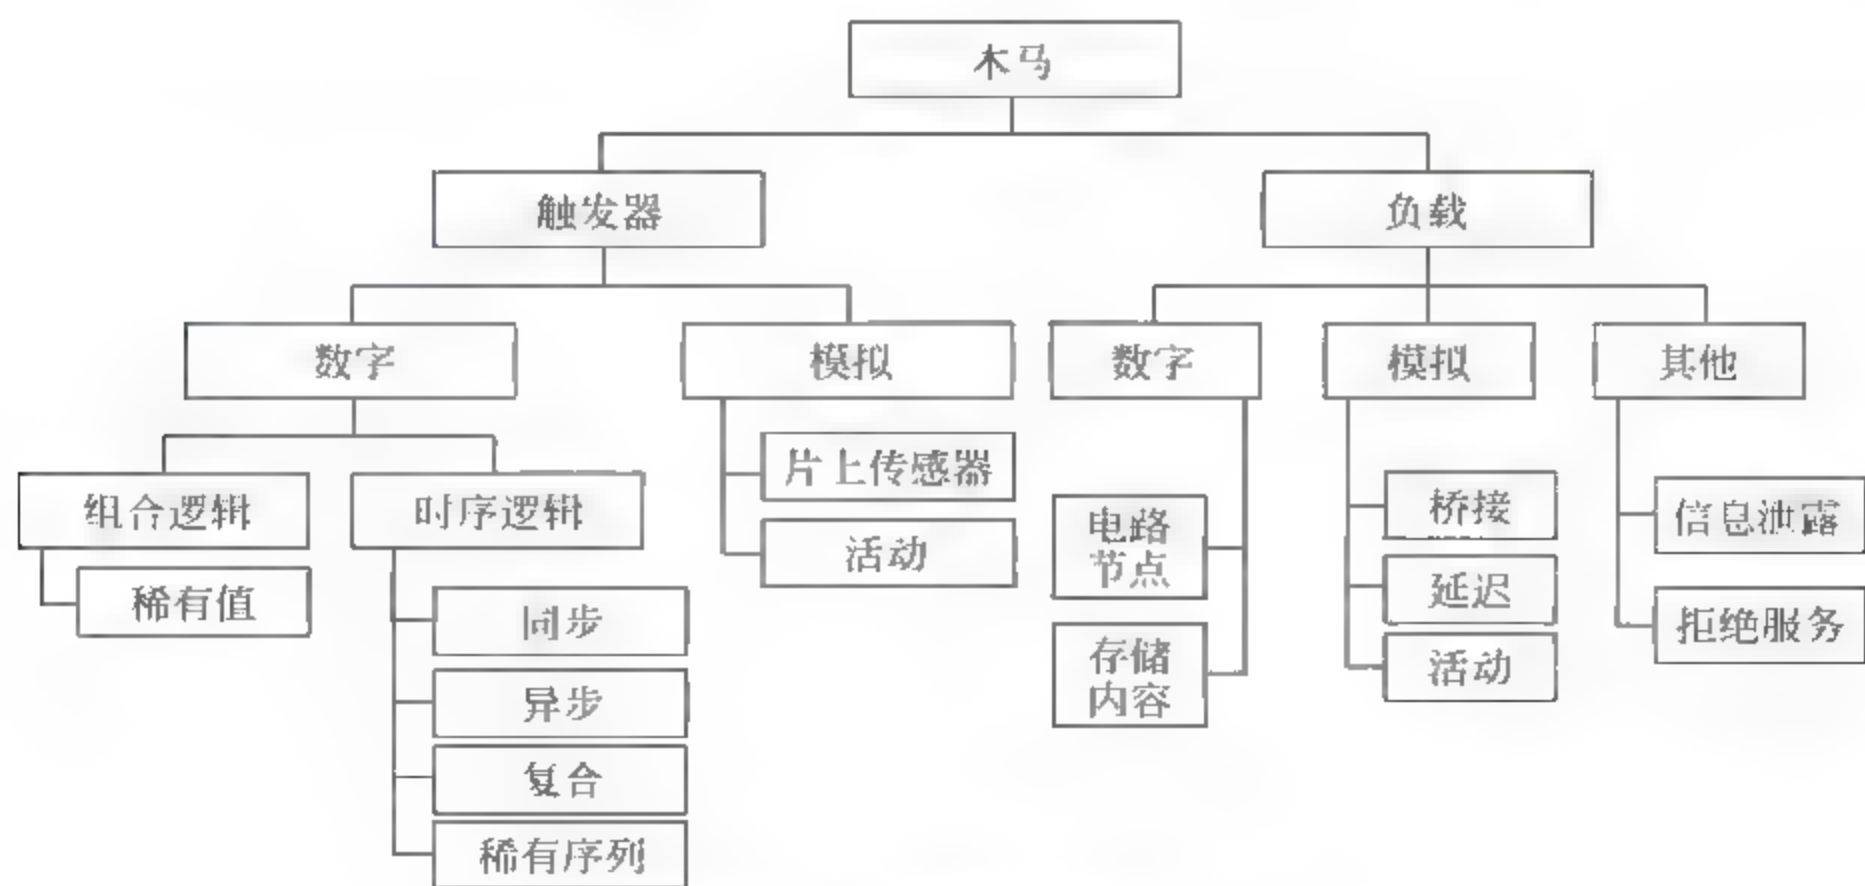 木马
触发器
负载
数字
模拟
数字
模拟
其他
组合逻辑
时序逻辑
片上传感器
活动
稀有值
同步
异步
复合
稀有序列
电路
节点
存储
内容
桥接
延迟
活动
信息泄露
拒绝服务